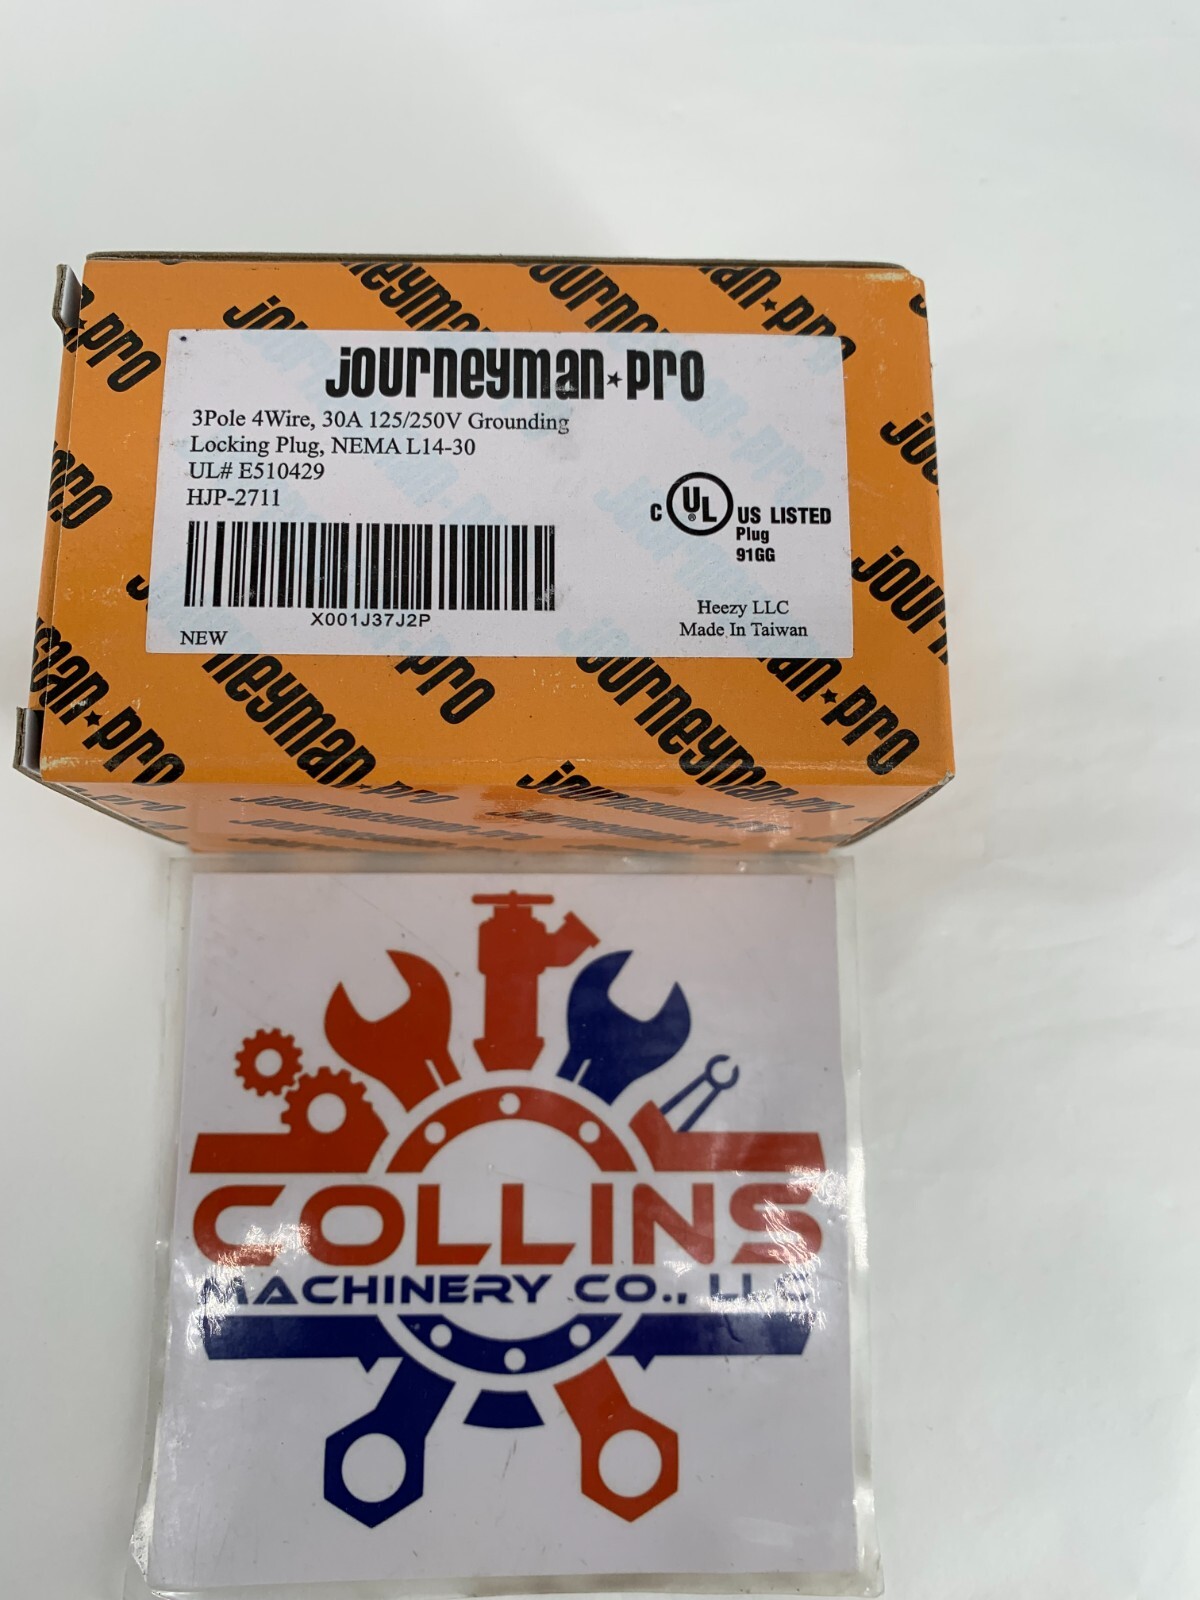 journeyman★pro
3Pole 4Wire, 30A 125/250V Grounding
Locking Plug, NEMA L14-30
UL# E510429
HJP-2711
C UL ® US LISTED
Plug
91GG
X001J37J2P
NEW
Heezy LLC
Made In Taiwan
COLLINS
MACHINERY CO., LLC